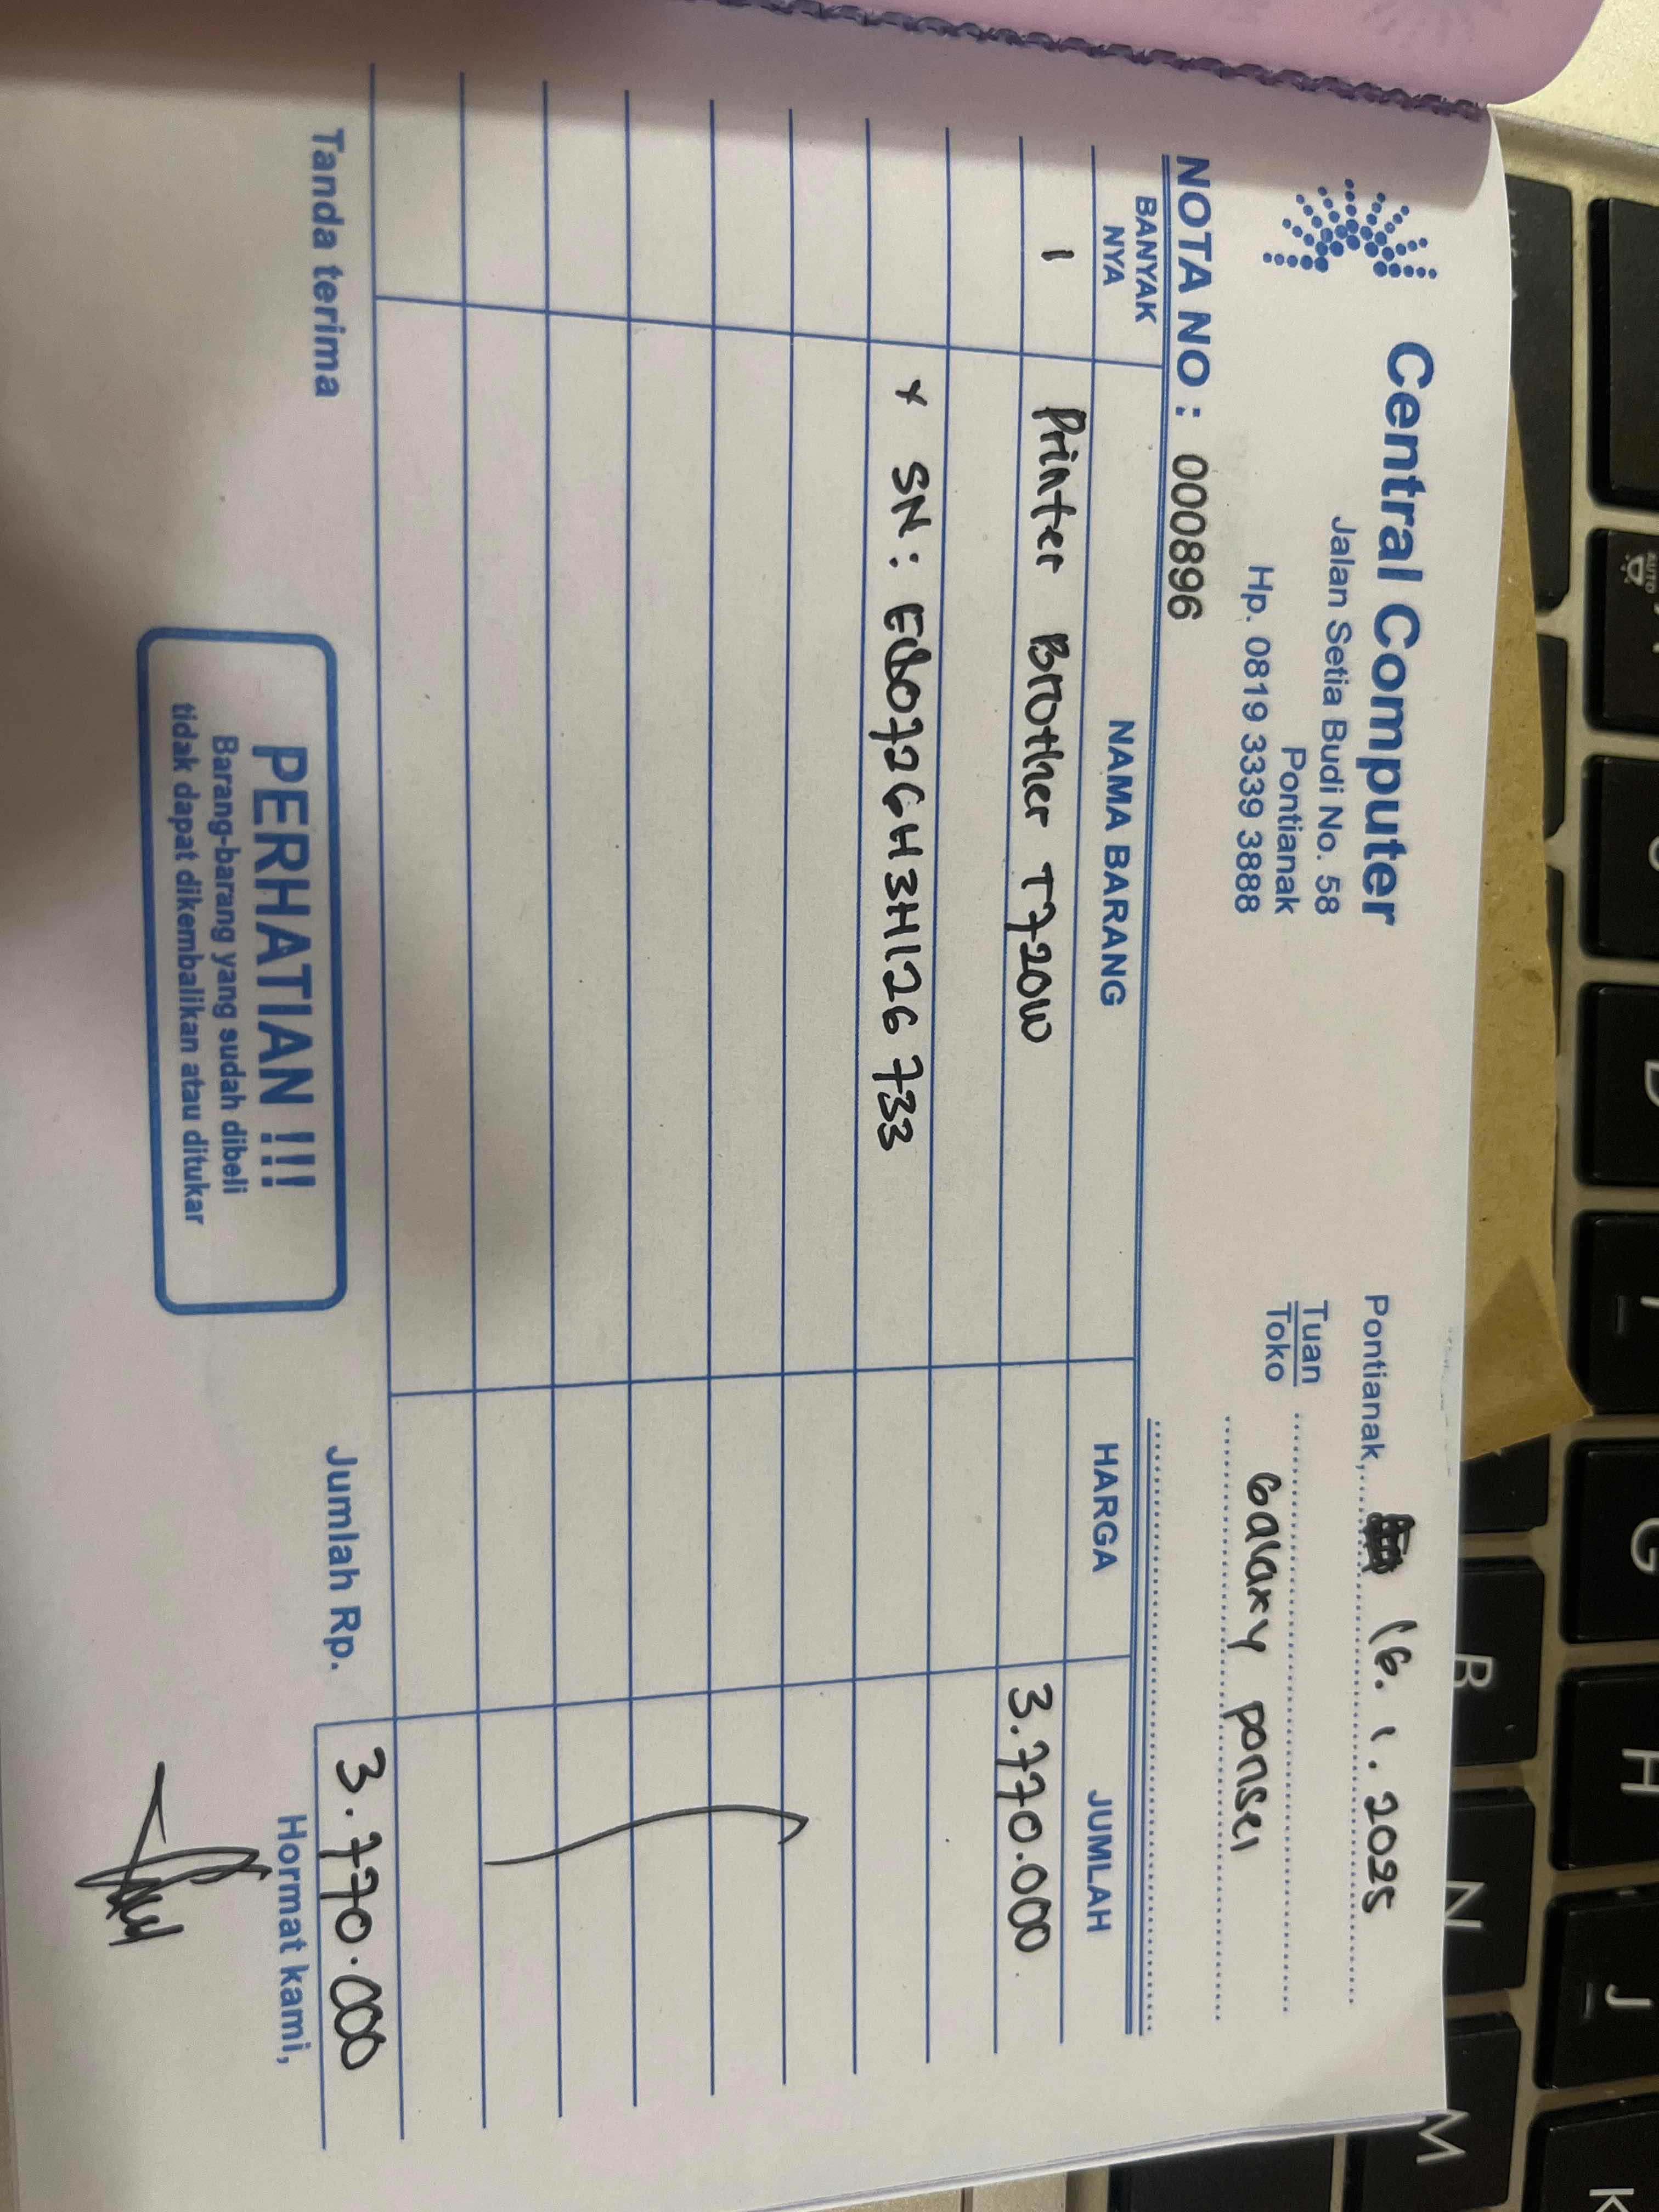 Central Computer
Jalan Setia Budi No. 58
Pontianak
Hp. 0819 3339 3888
Pontianak, 16. 1. 2025
Tuan
Toko
Galaxy ponsel
NOTA NO : 000896
BANYAK NYA NAMA BARANG HARGA JUMLAH
1 Printer Brother T720W 3.770.000
SN:
Tanda terima
PERHATIAN !!!
Barang-barang yang sudah dibeli
tidak dapat dikembalikan atau ditukar
Jumlah Rp. 3.770.000
Hormat kami,
AUTO
C
D
F
G
B
H
N
J
M
K